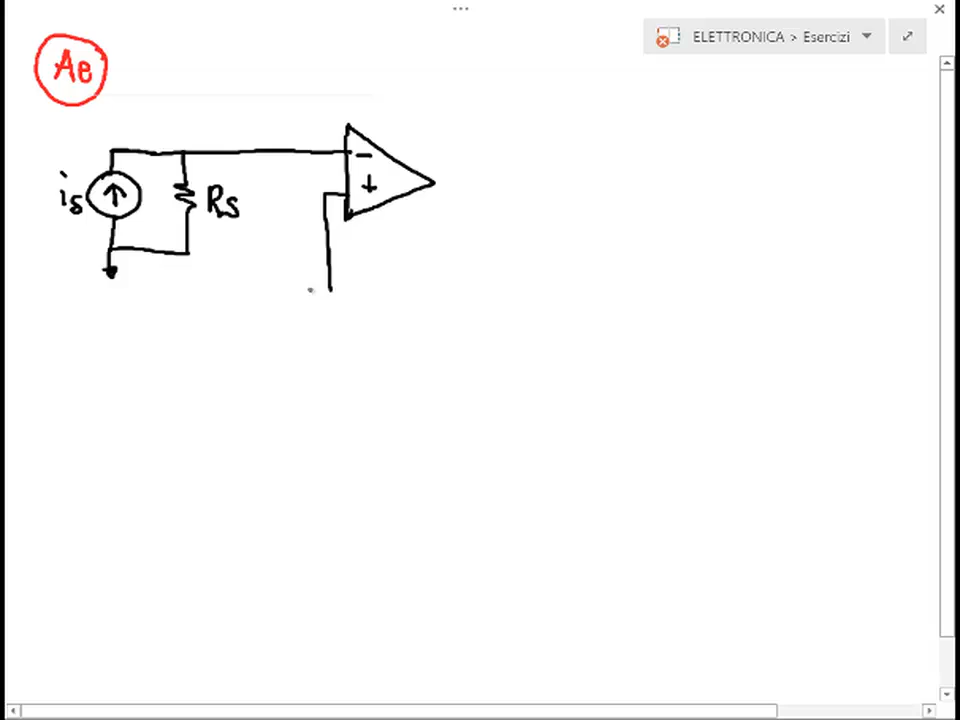 ELETTRONICA > Esercizi
Ae
is
Rs
−
+